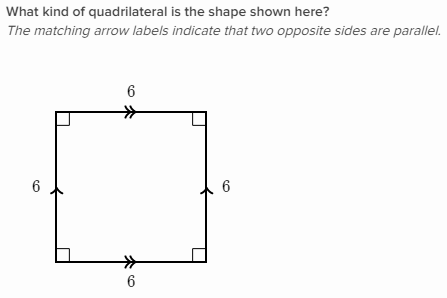 What kind of quadrilateral is the shape shown here?
The matching arrow labels indicate that two opposite sides are parallel.
6
6
6
6